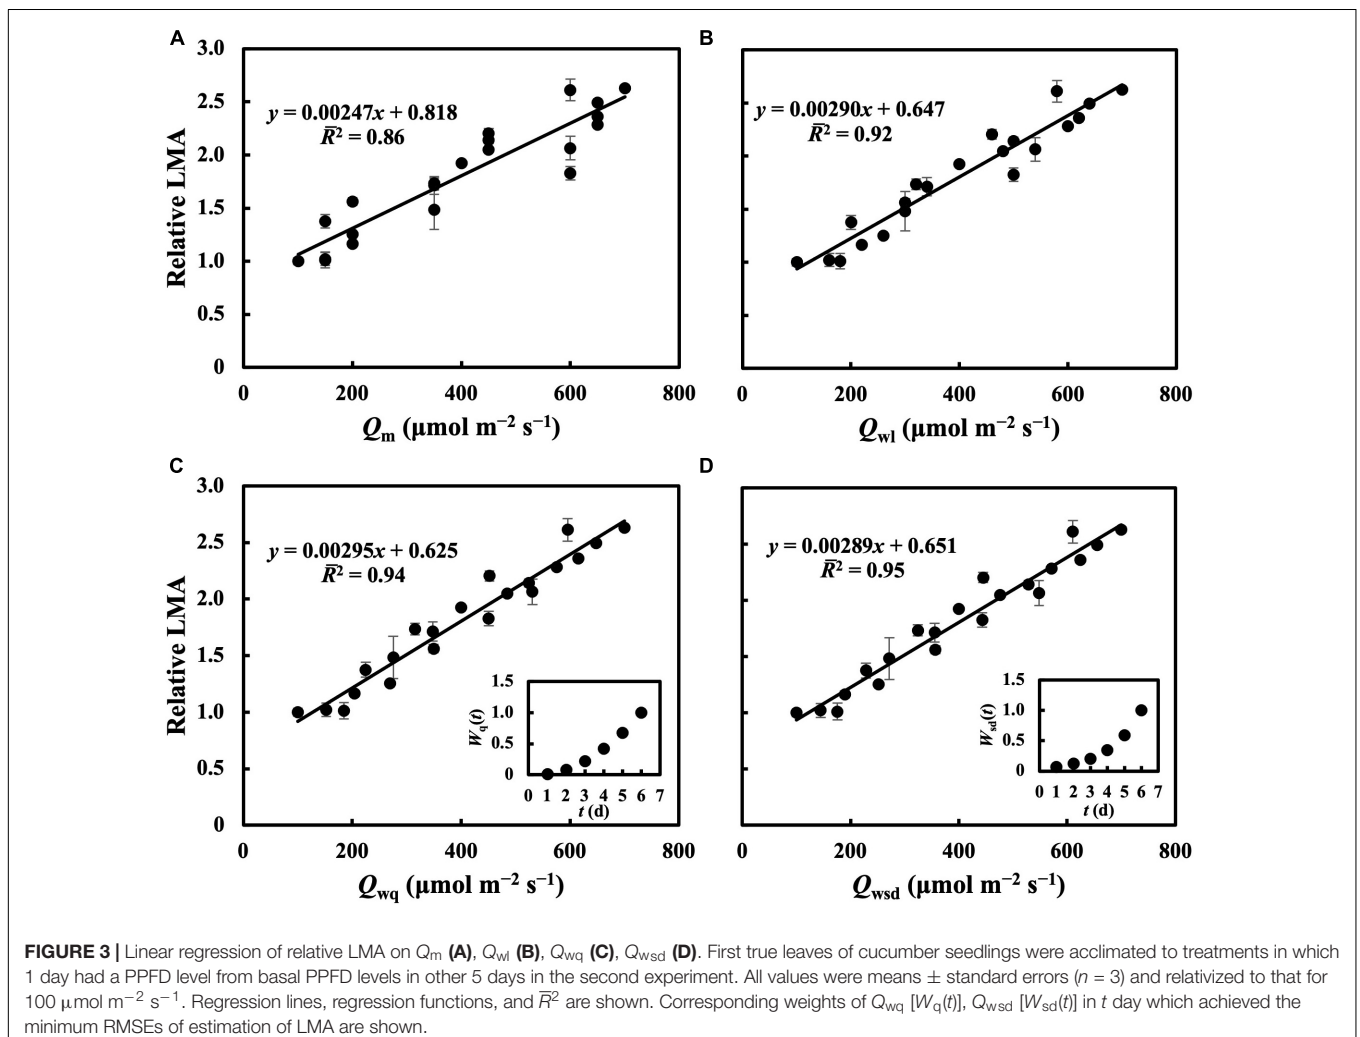 A
3.0
2.5
2.0
1.5
1.0
0.5
0
Relative LMA
y = 0.00247x + 0.818
R̅² = 0.86
0 200 400 600 800
Qm (μmol m⁻² s⁻¹)
B
y = 0.00290x + 0.647
R̅² = 0.92
0 200 400 600 800
Qwl (μmol m⁻² s⁻¹)
C
3.0
2.5
2.0
1.5
1.0
0.5
0
Relative LMA
y = 0.00295x + 0.625
R̅² = 0.94
1.5
1.0
0.5
0
Wq(t)
0 1 2 3 4 5 6 7
t (d)
0 200 400 600 800
Qwq (μmol m⁻² s⁻¹)
D
y = 0.00289x + 0.651
R̅² = 0.95
1.5
1.0
0.5
0
Wsd(t)
0 1 2 3 4 5 6 7
t (d)
0 200 400 600 800
Qwsd (μmol m⁻² s⁻¹)
FIGURE 3 | Linear regression of relative LMA on Qm (A), Qwl (B), Qwq (C), Qwsd (D). First true leaves of cucumber seedlings were acclimated to treatments in which
1 day had a PPFD level from basal PPFD levels in other 5 days in the second experiment. All values were means ± standard errors (n = 3) and relativized to that for
100 μmol m⁻² s⁻¹. Regression lines, regression functions, and R̅² are shown. Corresponding weights of Qwq [Wq(t)], Qwsd [Wsd(t)] in t day which achieved the
minimum RMSEs of estimation of LMA are shown.